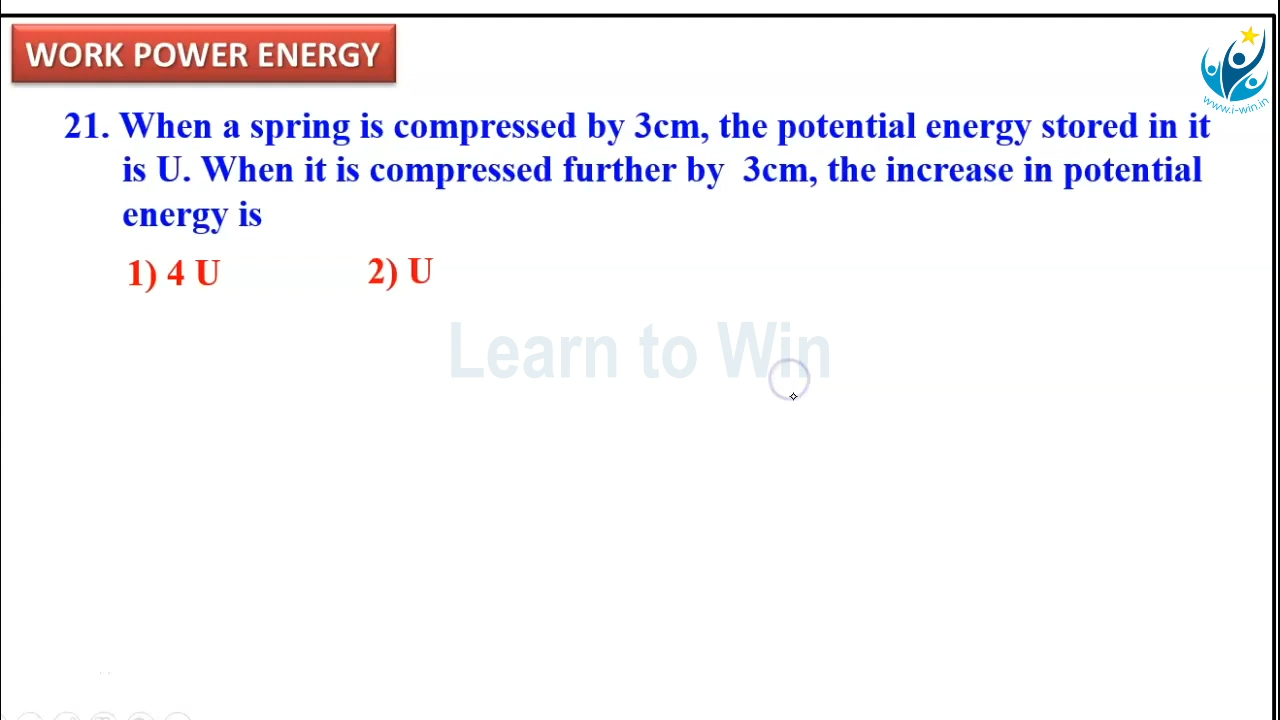 WORK POWER ENERGY
www.i-win.in
21. When a spring is compressed by 3cm, the potential energy stored in it
is U. When it is compressed further by 3cm, the increase in potential
energy is
1) 4 U 2) U
Learn to Win